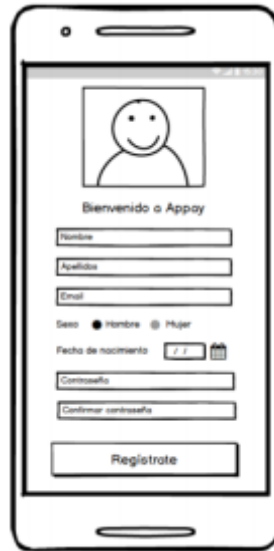 Bienvenido a Appay
Nombre
Apellidos
Email
Sexo Hombre Mujer
Fecha de nacimiento / /
Contraseña
Confirmar contraseña
Regístrate